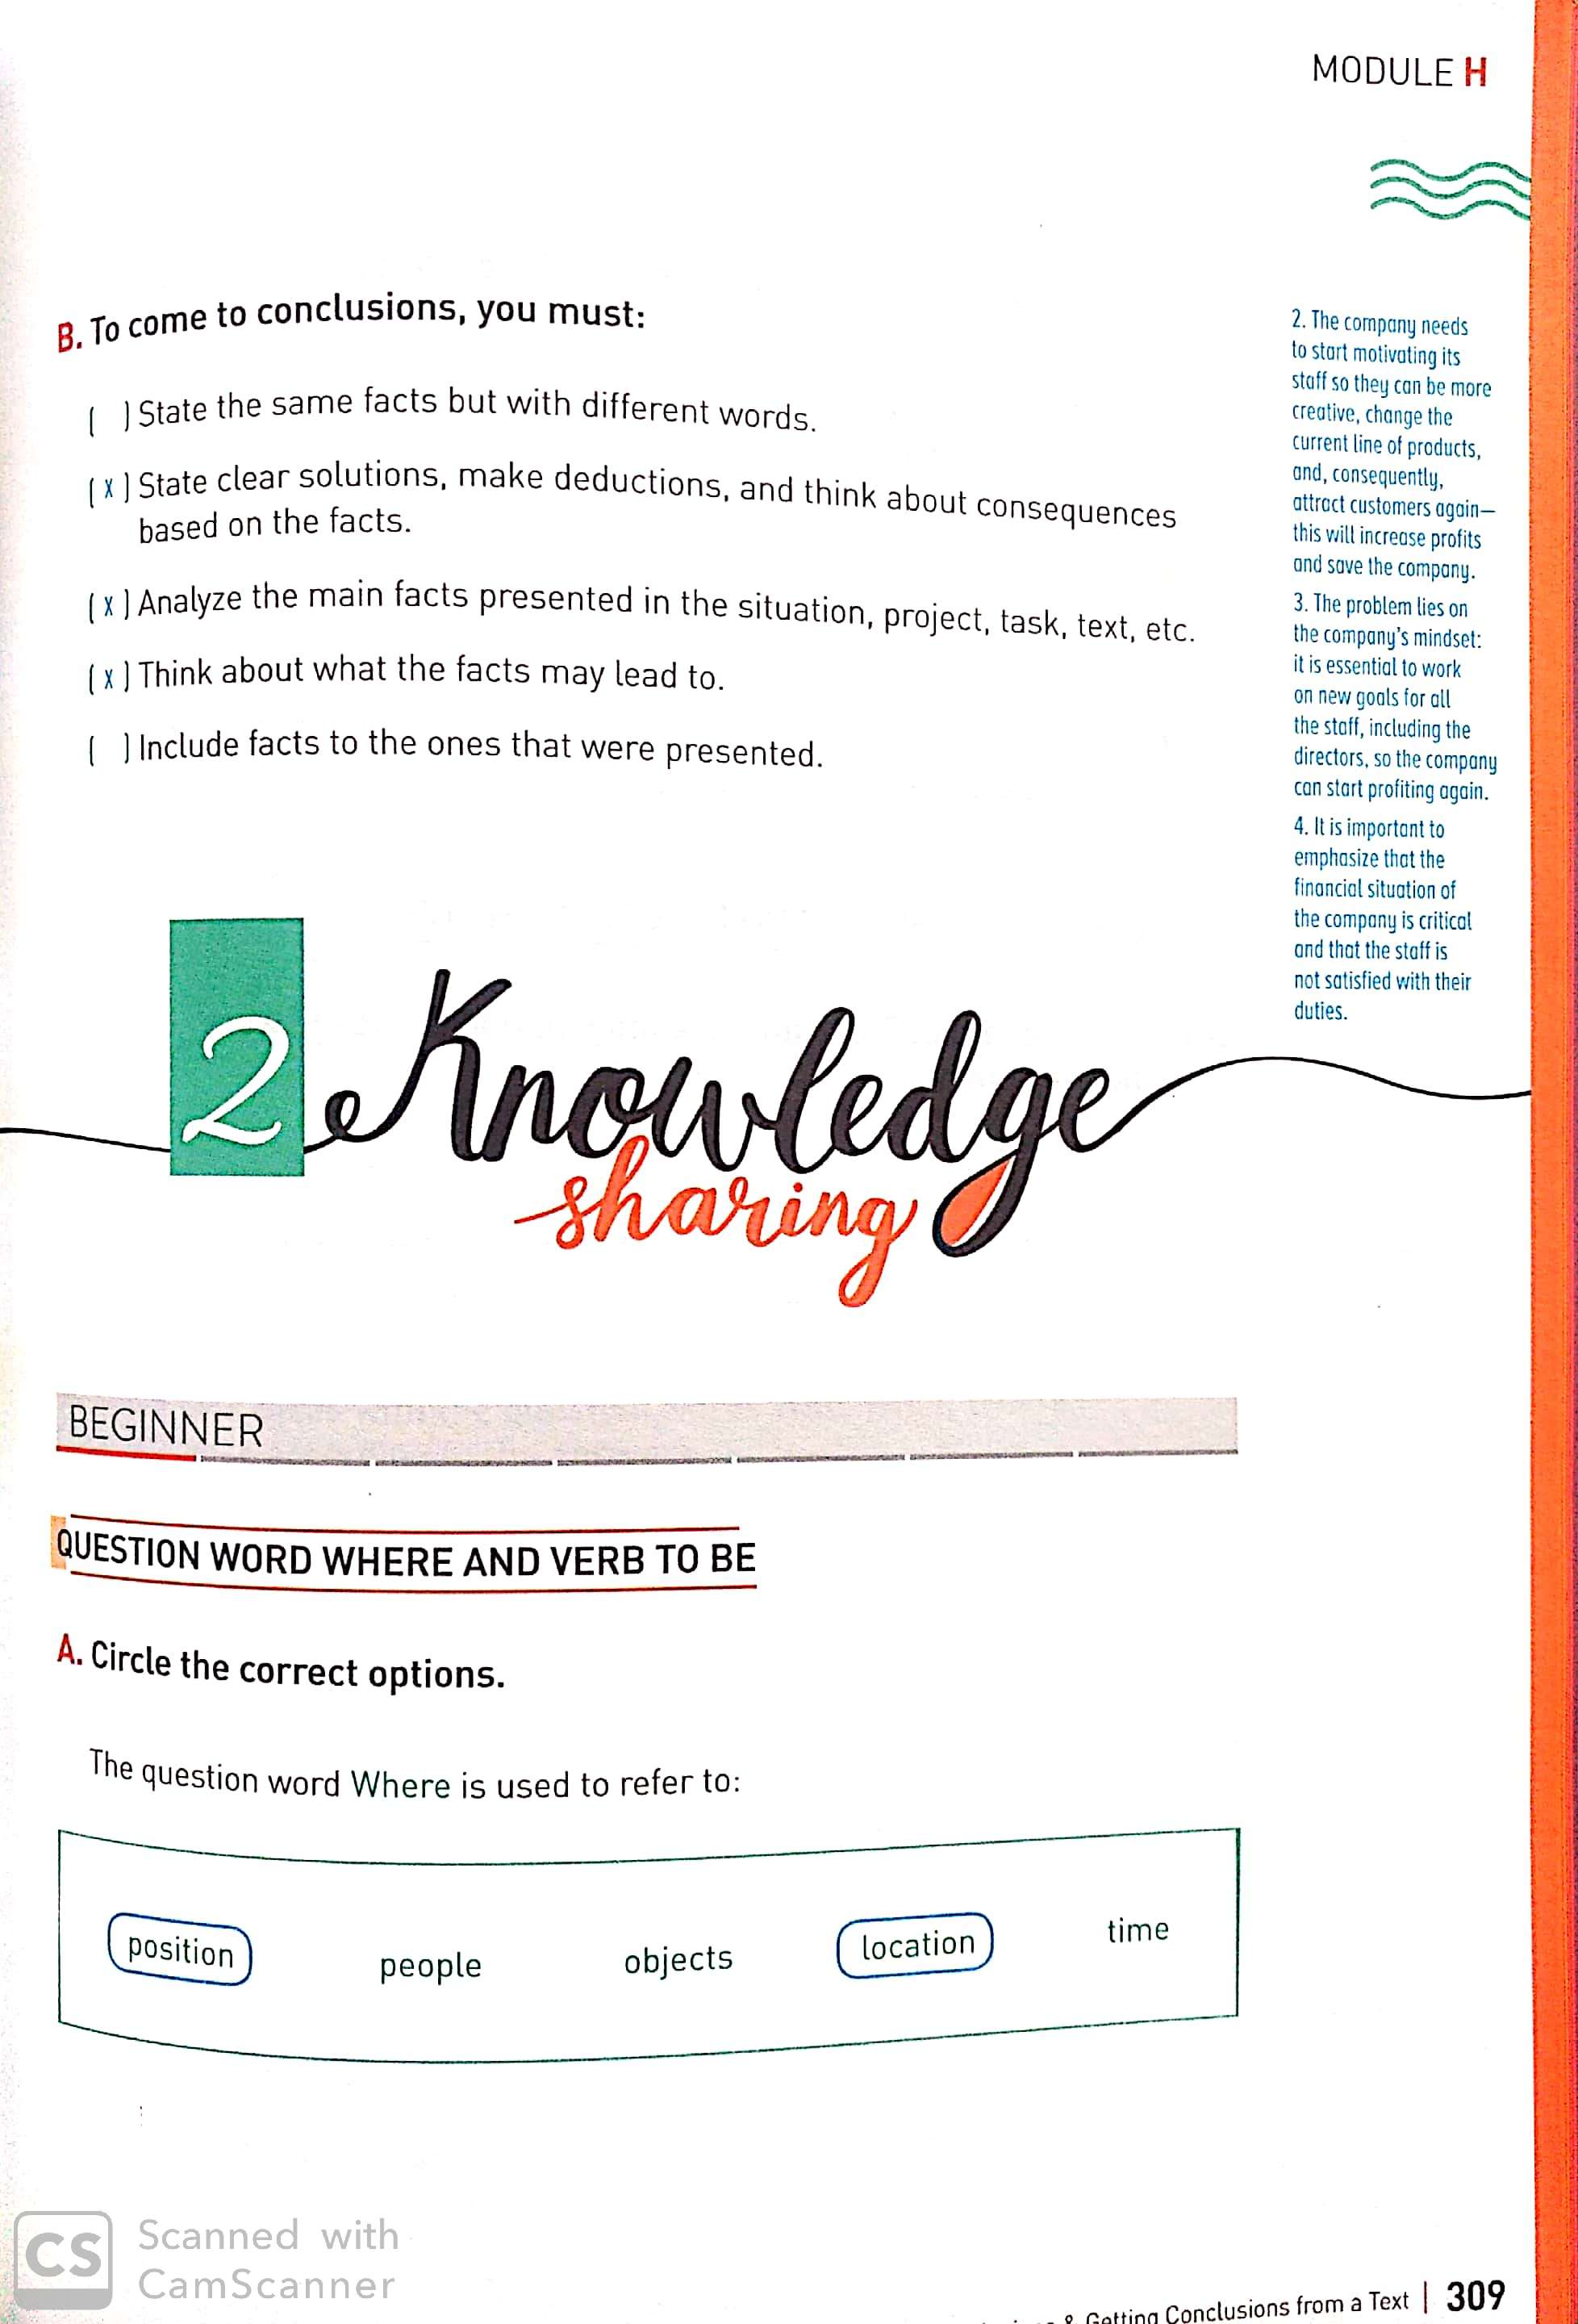 MODULE H
B. To come to conclusions, you must:
( ) State the same facts but with different words.
( x ) State clear solutions, make deductions, and think about consequences
based on the facts.
( x ) Analyze the main facts presented in the situation, project, task, text, etc.
( x ) Think about what the facts may lead to.
( ) Include facts to the ones that were presented.
2. The company needs
to start motivating its
staff so they can be more
creative, change the
current line of products,
and, consequently,
attract customers again—
this will increase profits
and save the company.
3. The problem lies on
the company's mindset:
it is essential to work
on new goals for all
the staff, including the
directors, so the company
can start profiting again.
4. It is important to
emphasize that the
financial situation of
the company is critical
and that the staff is
not satisfied with their
duties.
2 Knowledge
sharing
BEGINNER
QUESTION WORD WHERE AND VERB TO BE
A. Circle the correct options.
The question word Where is used to refer to:
position people objects location time
CS Scanned with
CamScanner
& Getting Conclusions from a Text | 309